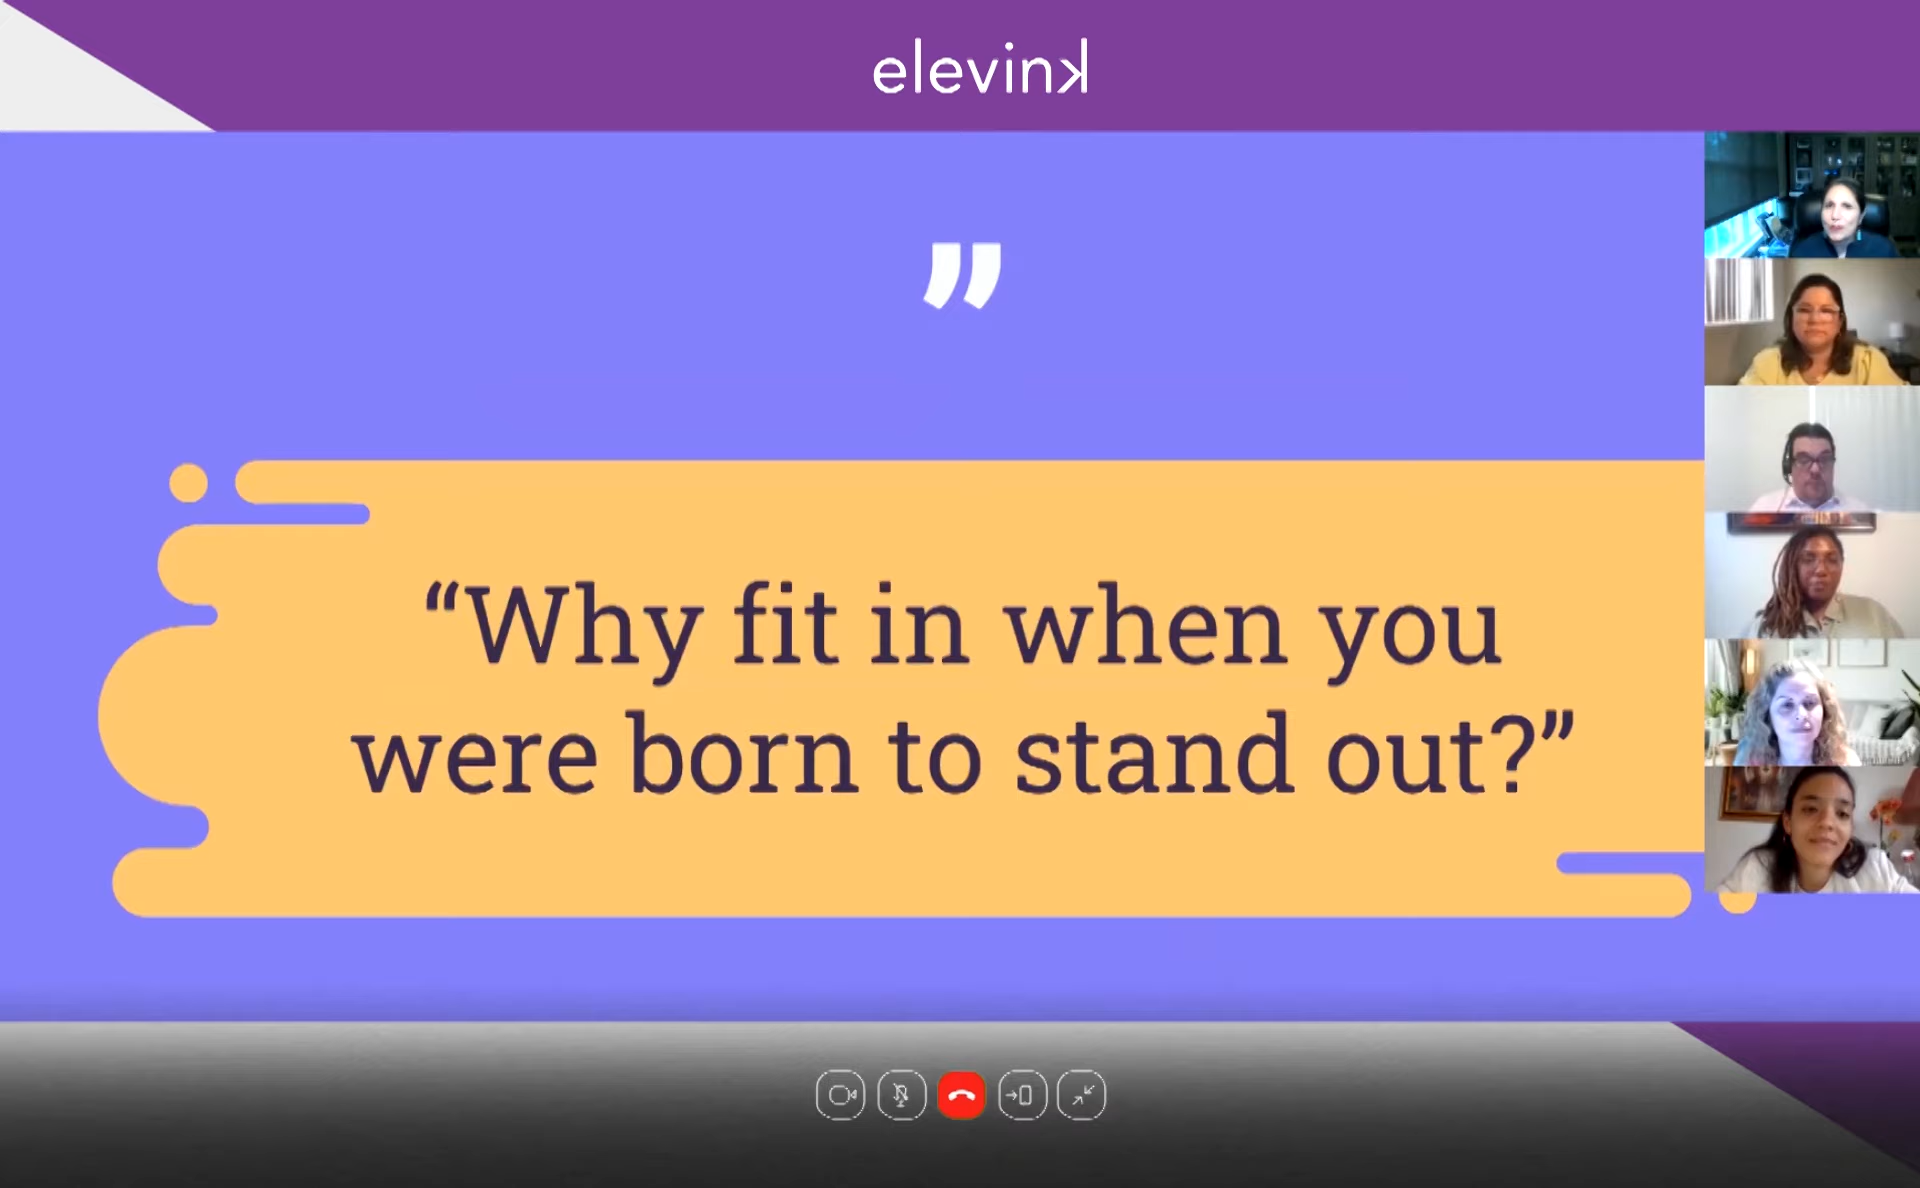 elevink
”
“Why fit in when you
were born to stand out?”